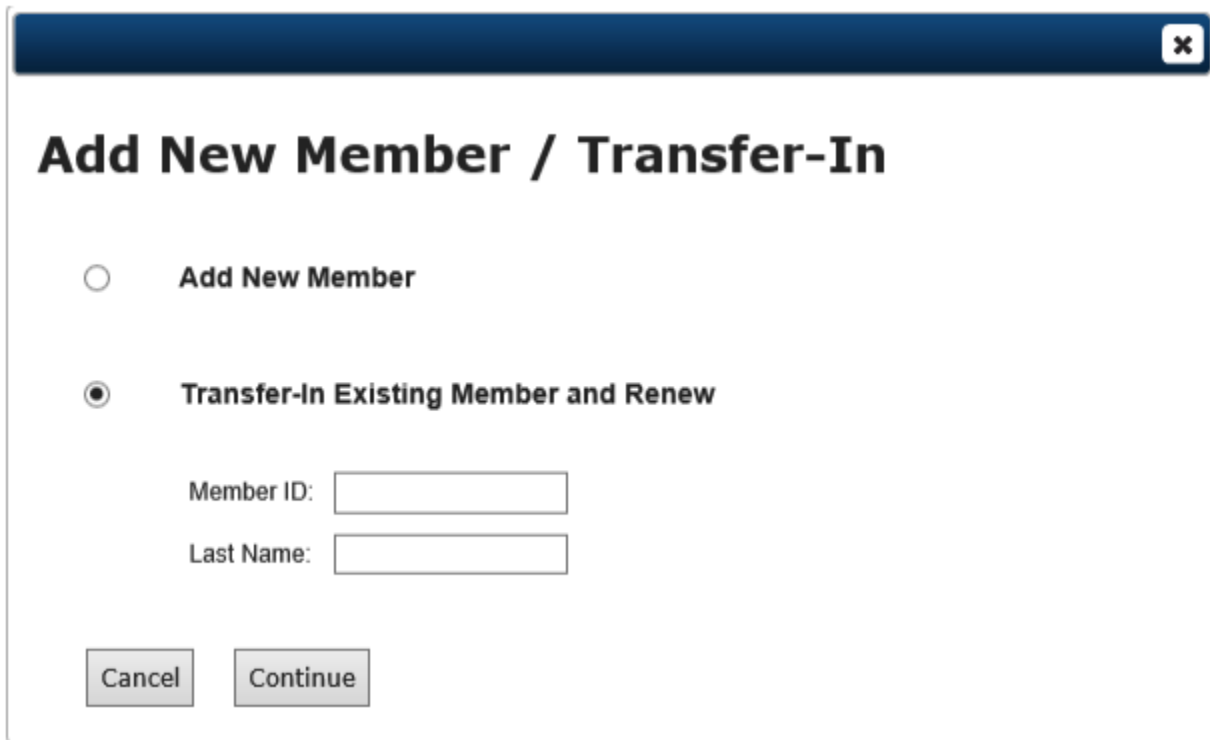 Add New Member / Transfer-In
Add New Member
Transfer-In Existing Member and Renew
Member ID:
Last Name:
Cancel Continue